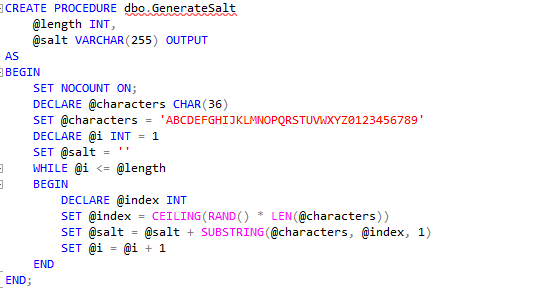 CREATE PROCEDURE dbo.GenerateSalt
    @length INT,
    @salt VARCHAR(255) OUTPUT
AS
BEGIN
    SET NOCOUNT ON;
    DECLARE @characters CHAR(36)
    SET @characters = 'ABCDEFGHIJKLMNOPQRSTUVWXYZ0123456789'
    DECLARE @i INT = 1
    SET @salt = ''
    WHILE @i <= @length
    BEGIN
        DECLARE @index INT
        SET @index = CEILING(RAND() * LEN(@characters))
        SET @salt = @salt + SUBSTRING(@characters, @index, 1)
        SET @i = @i + 1
    END
END;